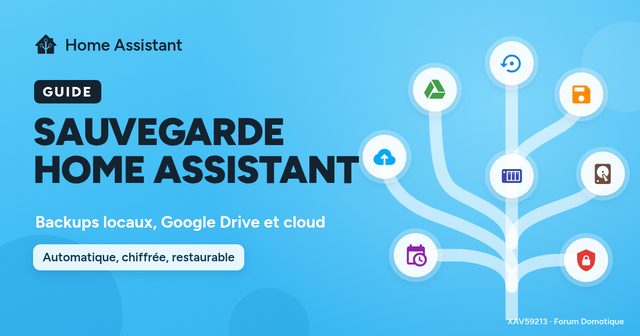 Home Assistant
GUIDE
SAUVEGARDE
HOME ASSISTANT
Backups locaux, Google Drive et cloud
Automatique, chiffrée, restaurable
XAV59213 · Forum Domotique